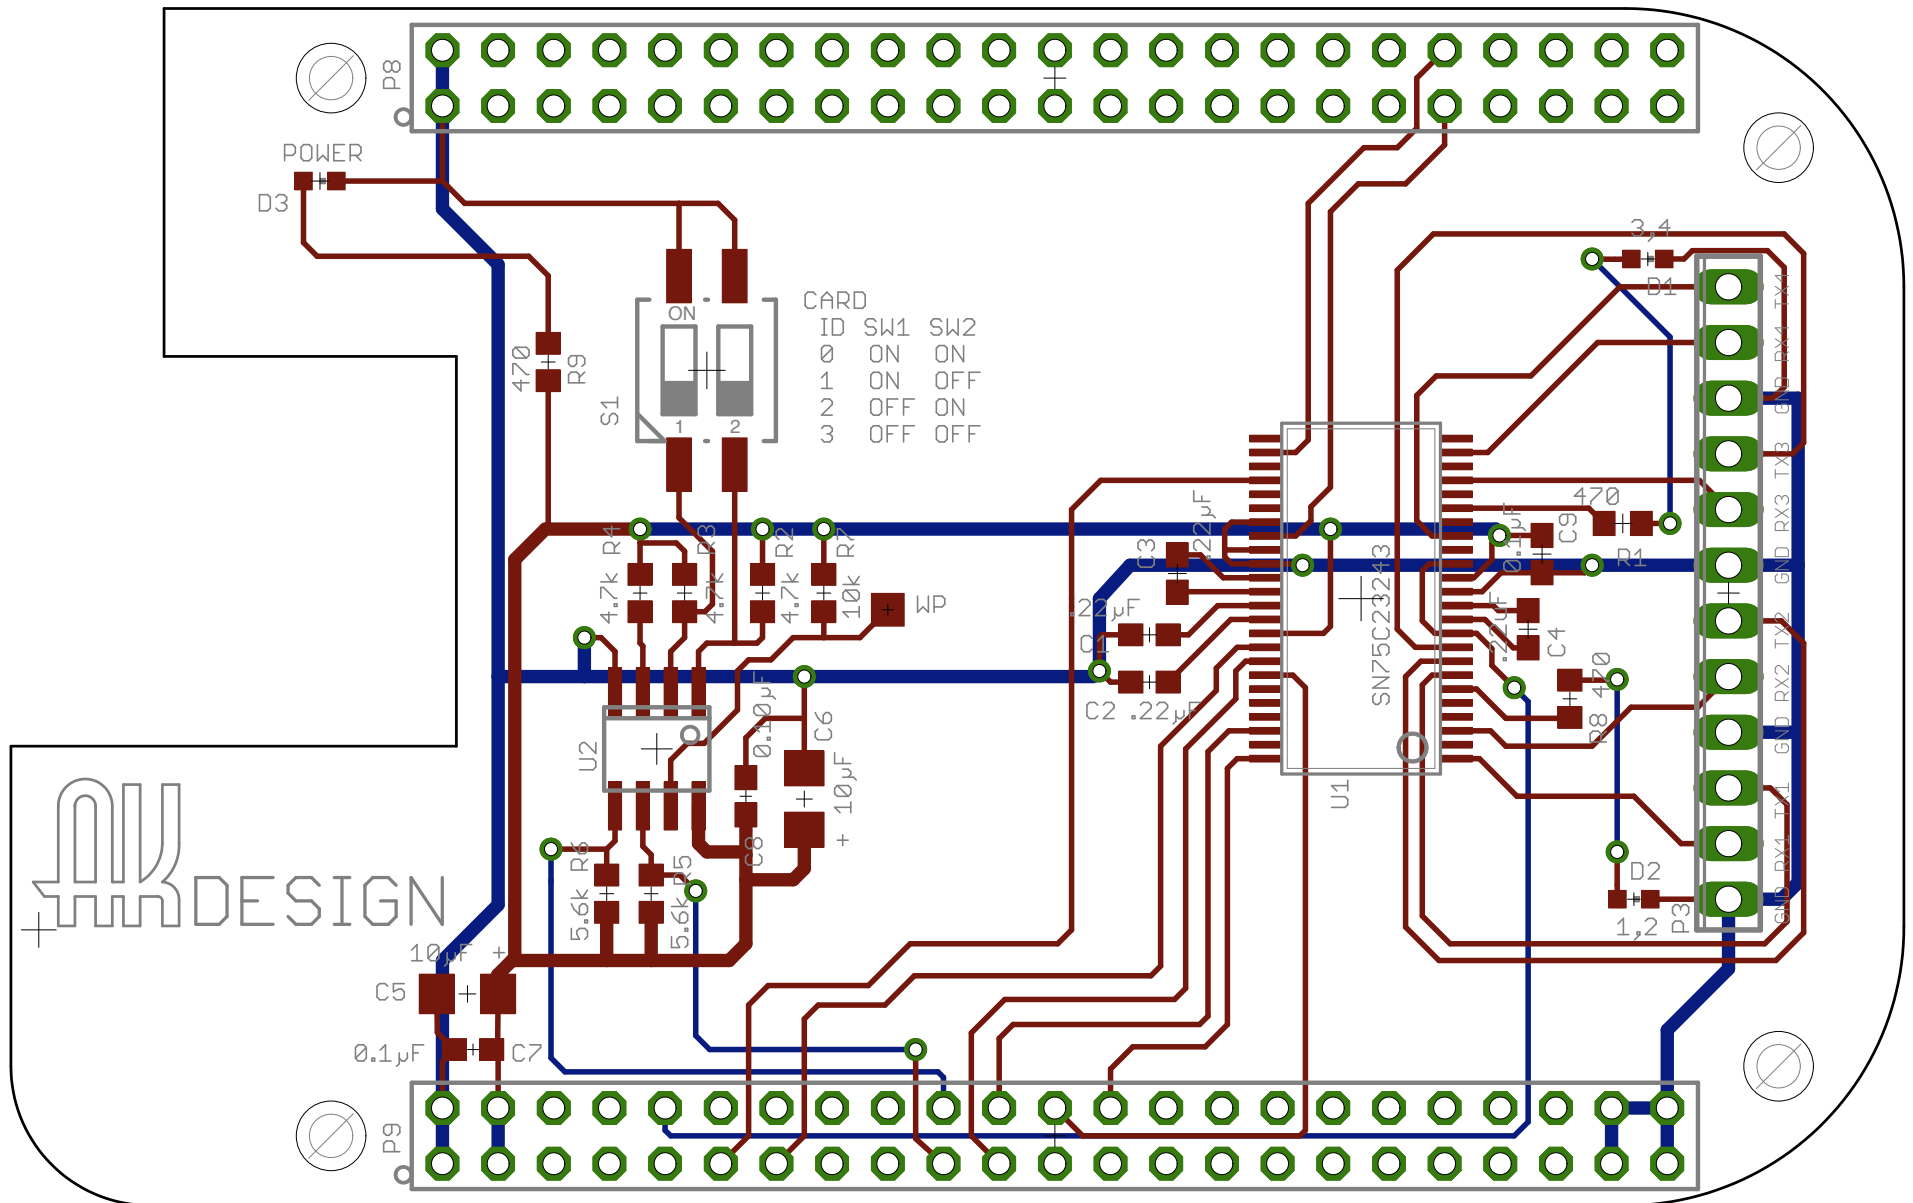 P8
POWER
D3
3,4
D1
TX4
RX4
GND
TX3
RX3
GND
TX2
RX2
GND
TX1
RX1
GND
P3
ON
1
2
S1
CARD
ID SW1 SW2
0 ON ON
1 ON OFF
2 OFF ON
3 OFF OFF
470
R9
R4
R3
R2
R7
4.7k
4.7k
4.7k
10k
WP
C3
.22µF
.22µF
C1
C2 .22µF
SN75C23243
U1
0.1µF
C9
470
R1
.22µF
C4
470
R8
D2
1,2
U2
0.10µF
C6
10µF
+
C8
R6
R5
5.6k
5.6k
AK DESIGN
10µF +
C5
0.1µF
C7
P9